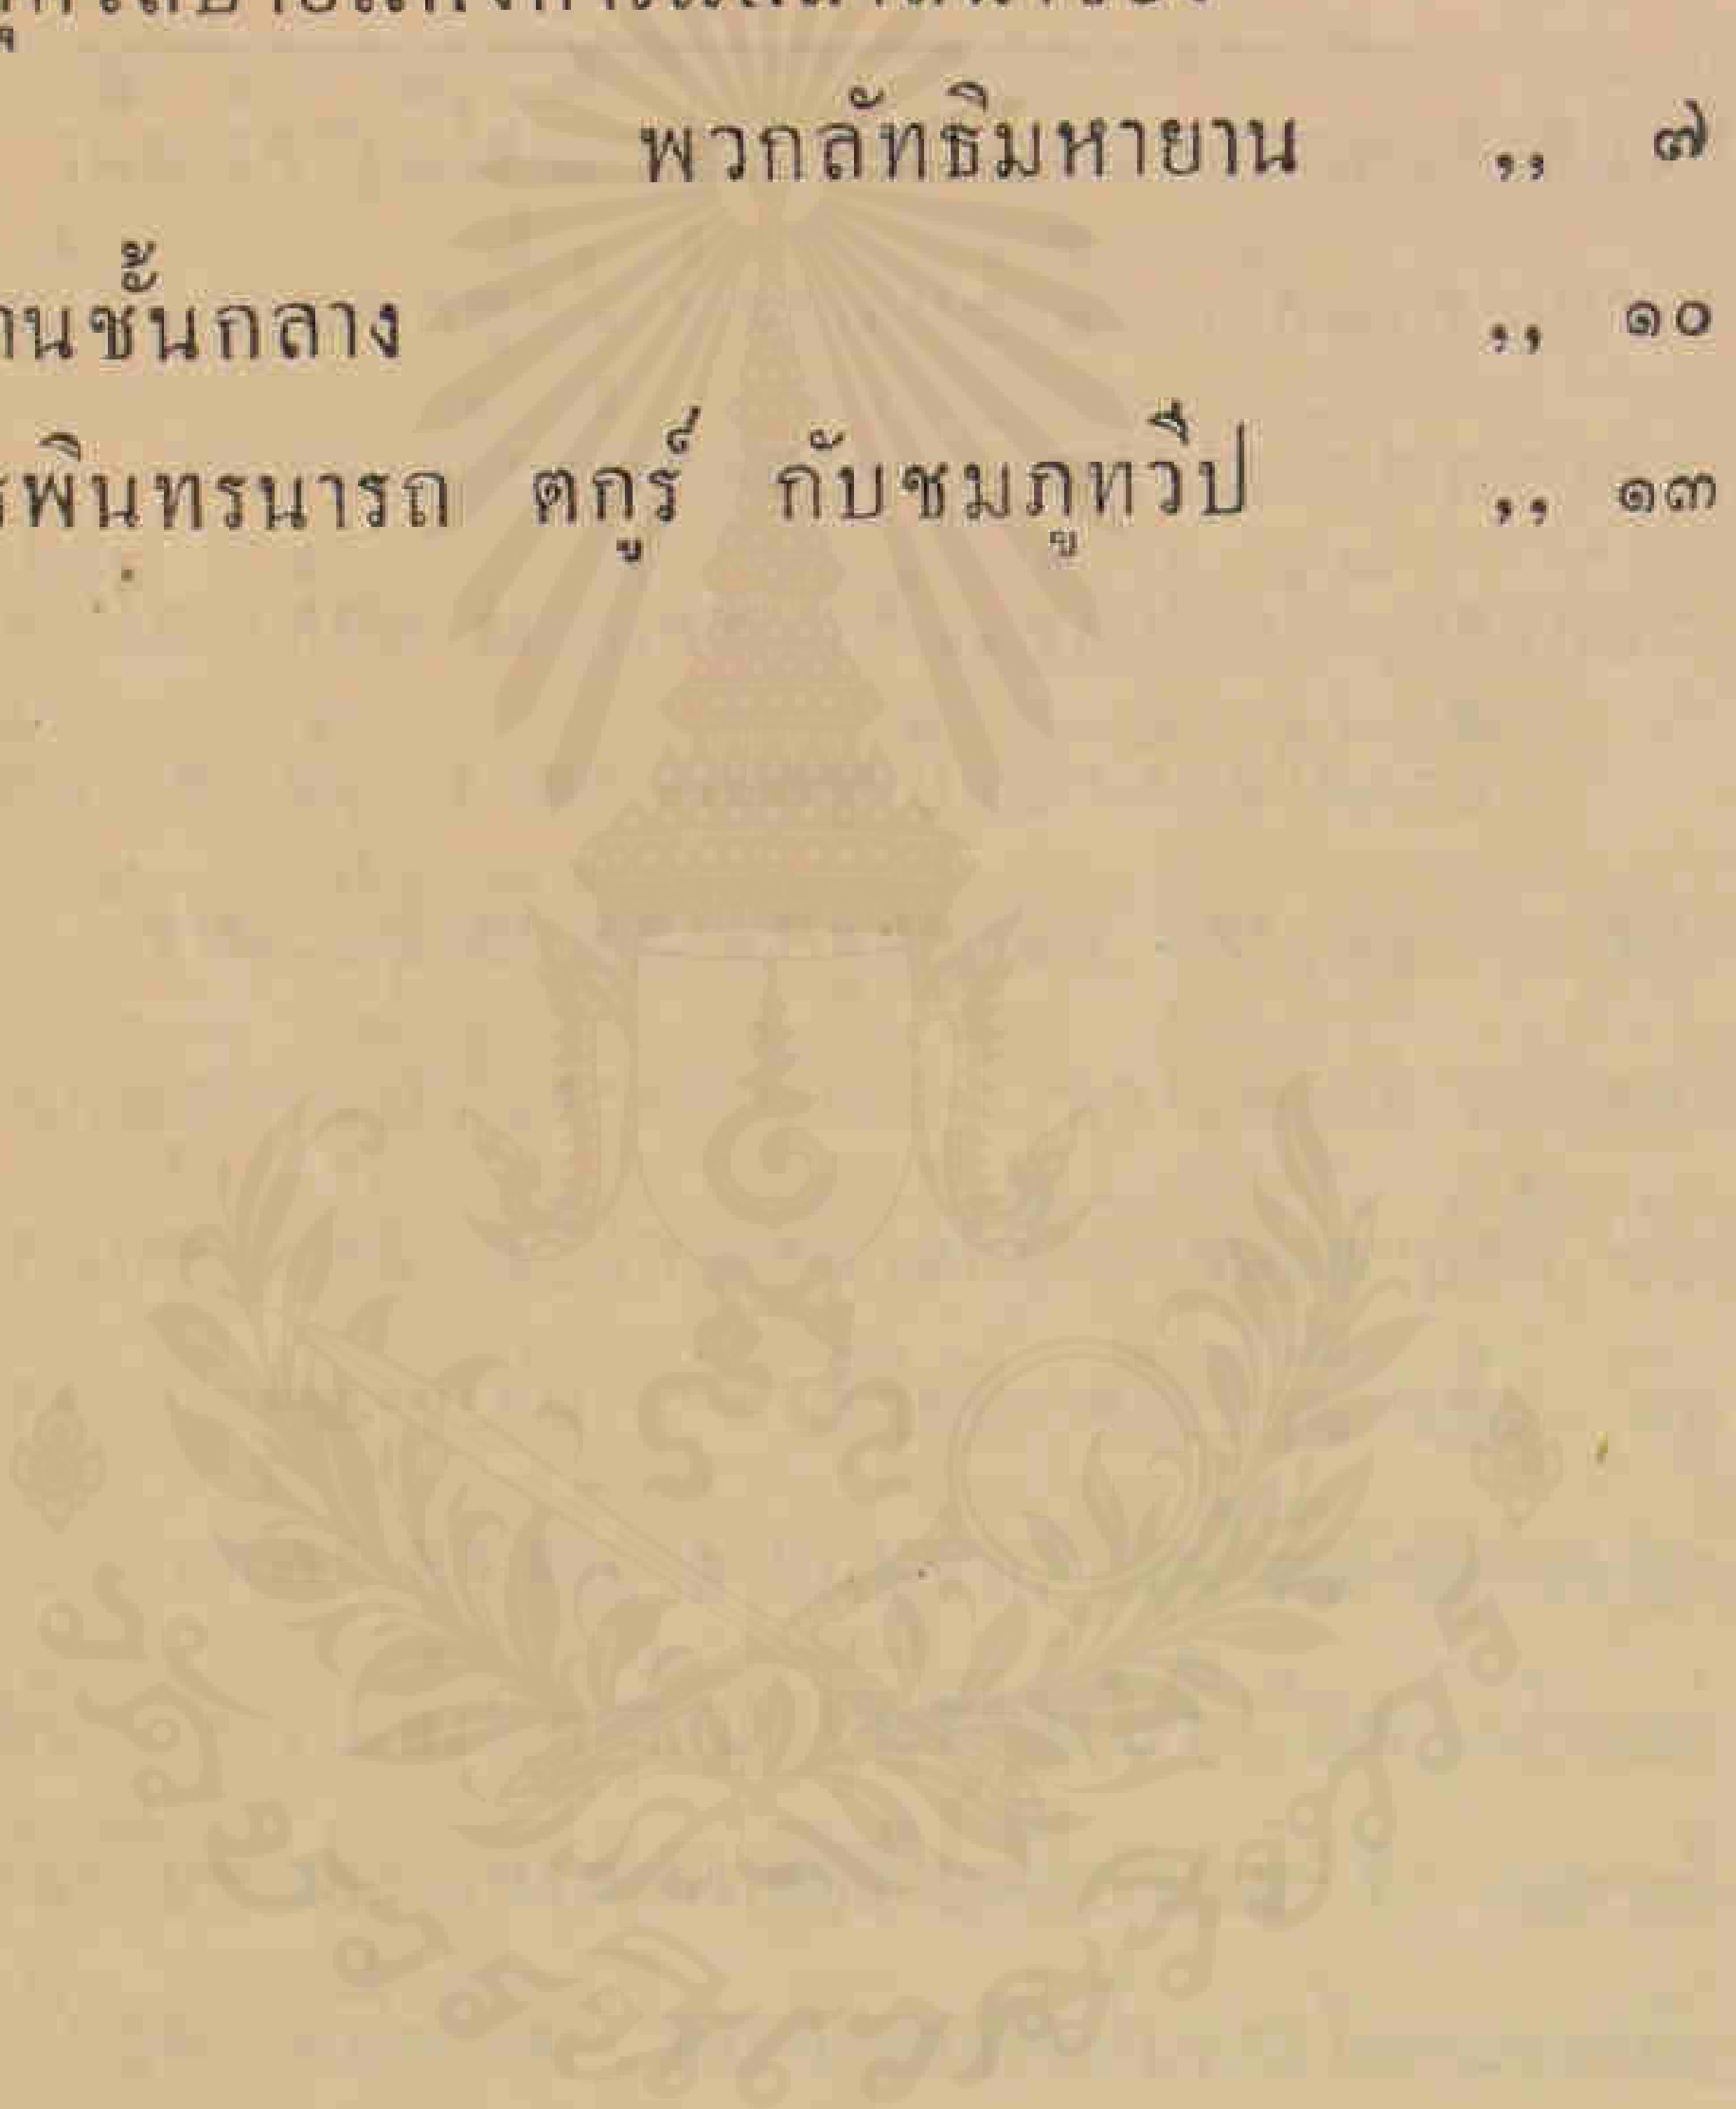 พวกลัทธิมหายาน ,, ๗
านชั้นกลาง ,, ๑๐
รพินทรนารถ ตกูร์ กับชมภูทวีป ,, ๑๓